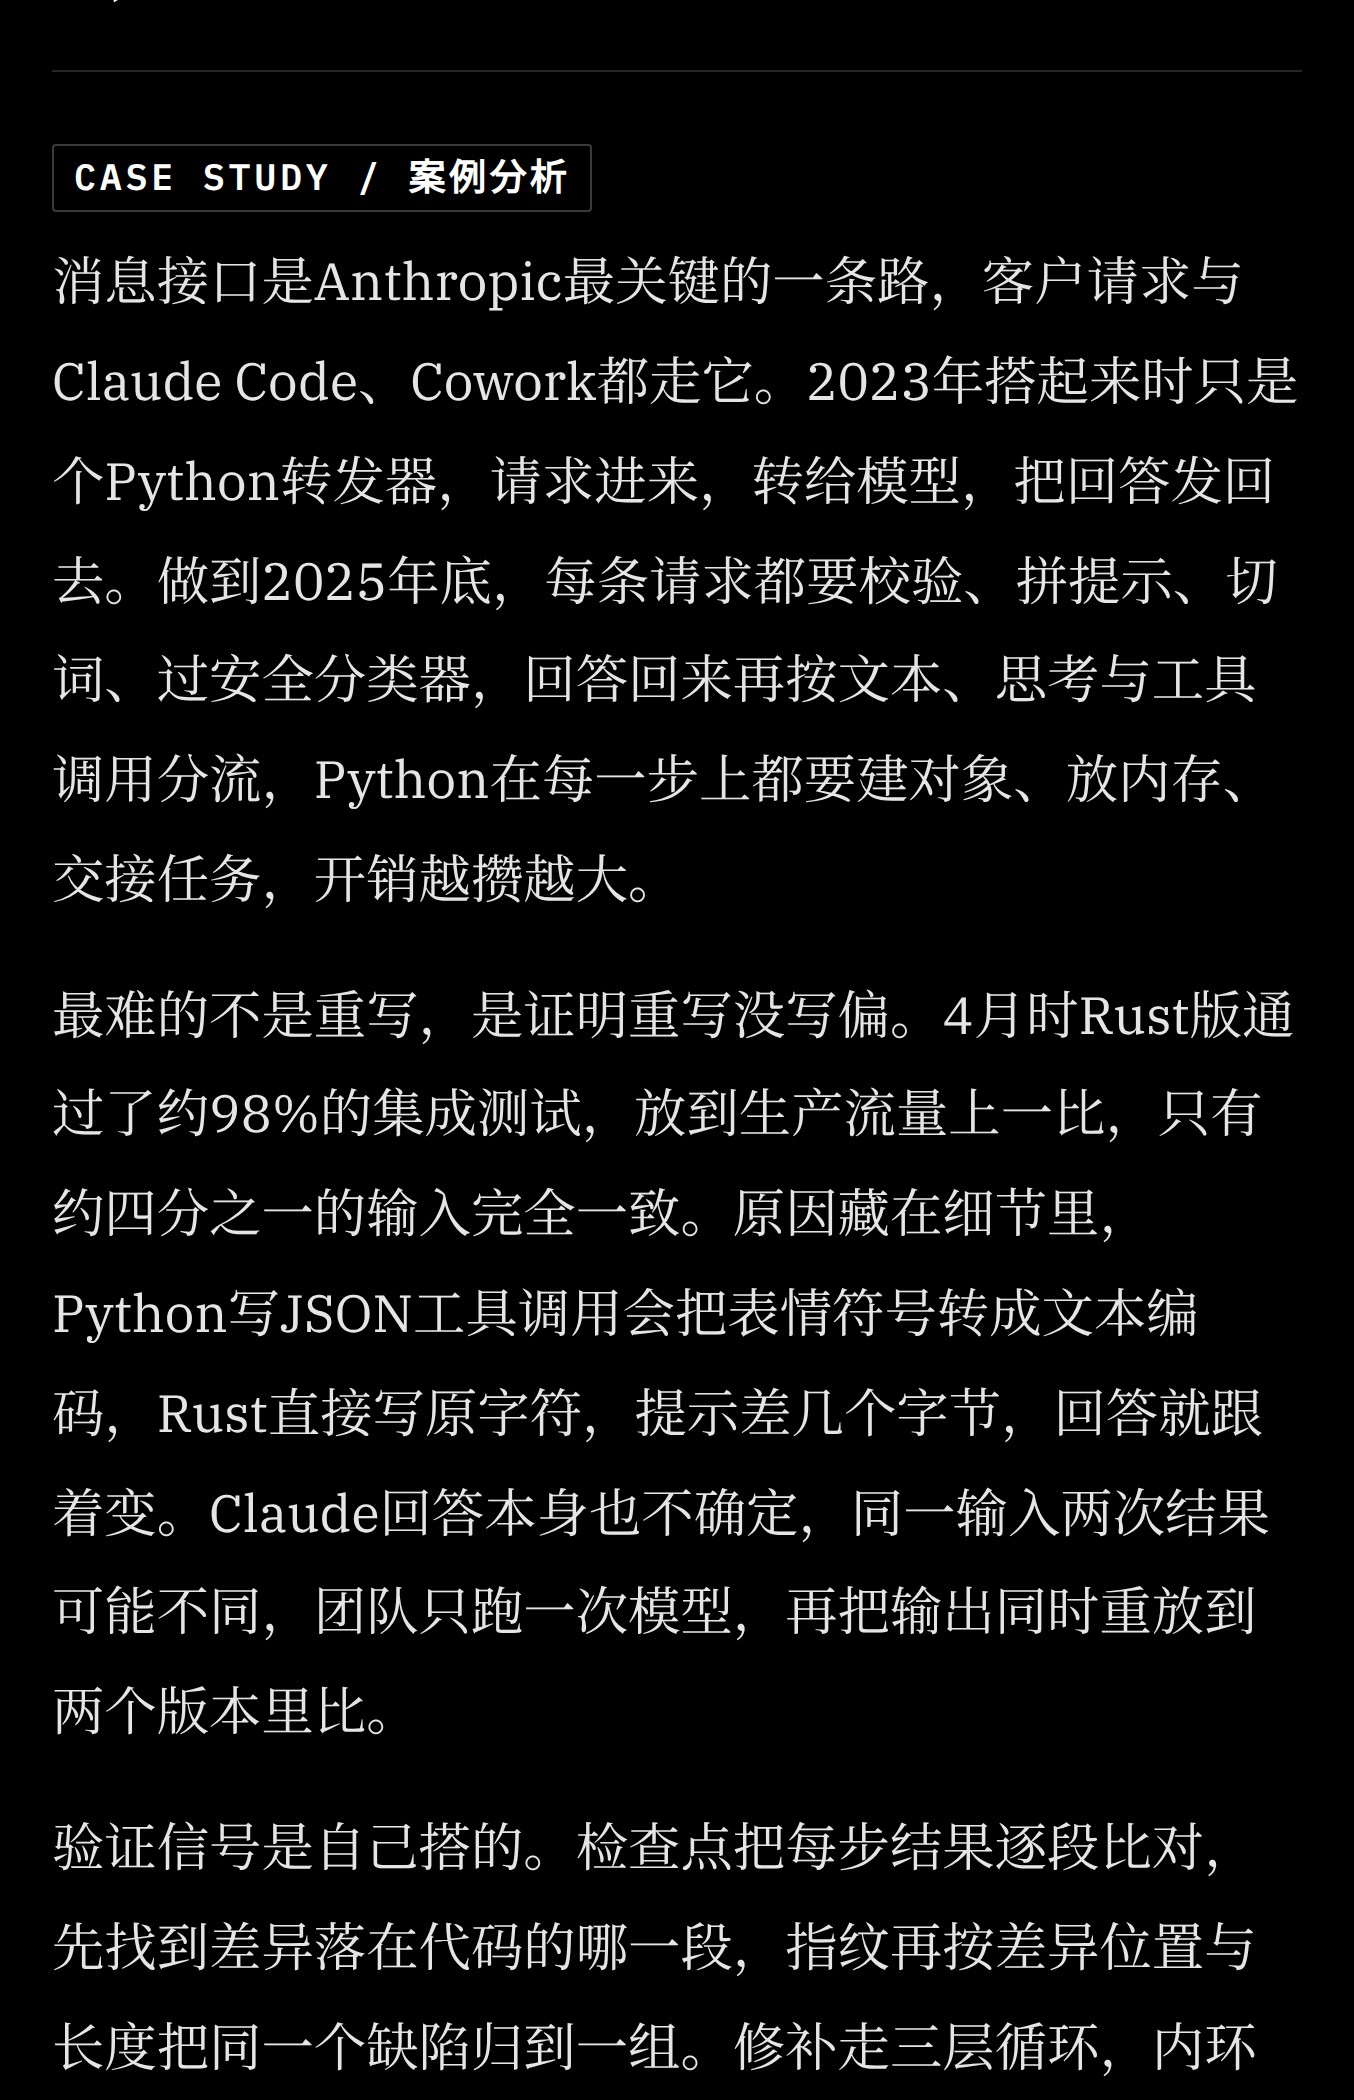 CASE STUDY / 案例分析
消息接口是Anthropic最关键的一条路，客户请求与
Claude Code、Cowork都走它。2023年搭起来时只是
个Python转发器，请求进来，转给模型，把回答发回
去。做到2025年底，每条请求都要校验、拼提示、切
词、过安全分类器，回答回来再按文本、思考与工具
调用分流，Python在每一步上都要建对象、放内存、
交接任务，开销越攒越大。
最难的不是重写，是证明重写没写偏。4月时Rust版通
过了约98%的集成测试，放到生产流量上一比，只有
约四分之一的输入完全一致。原因藏在细节里，
Python写JSON工具调用会把表情符号转成文本编
码，Rust直接写原字符，提示差几个字节，回答就跟
着变。Claude回答本身也不确定，同一输入两次结果
可能不同，团队只跑一次模型，再把输出同时重放到
两个版本里比。
验证信号是自己搭的。检查点把每步结果逐段比对，
先找到差异落在代码的哪一段，指纹再按差异位置与
长度把同一个缺陷归到一组。修补走三层循环，内环